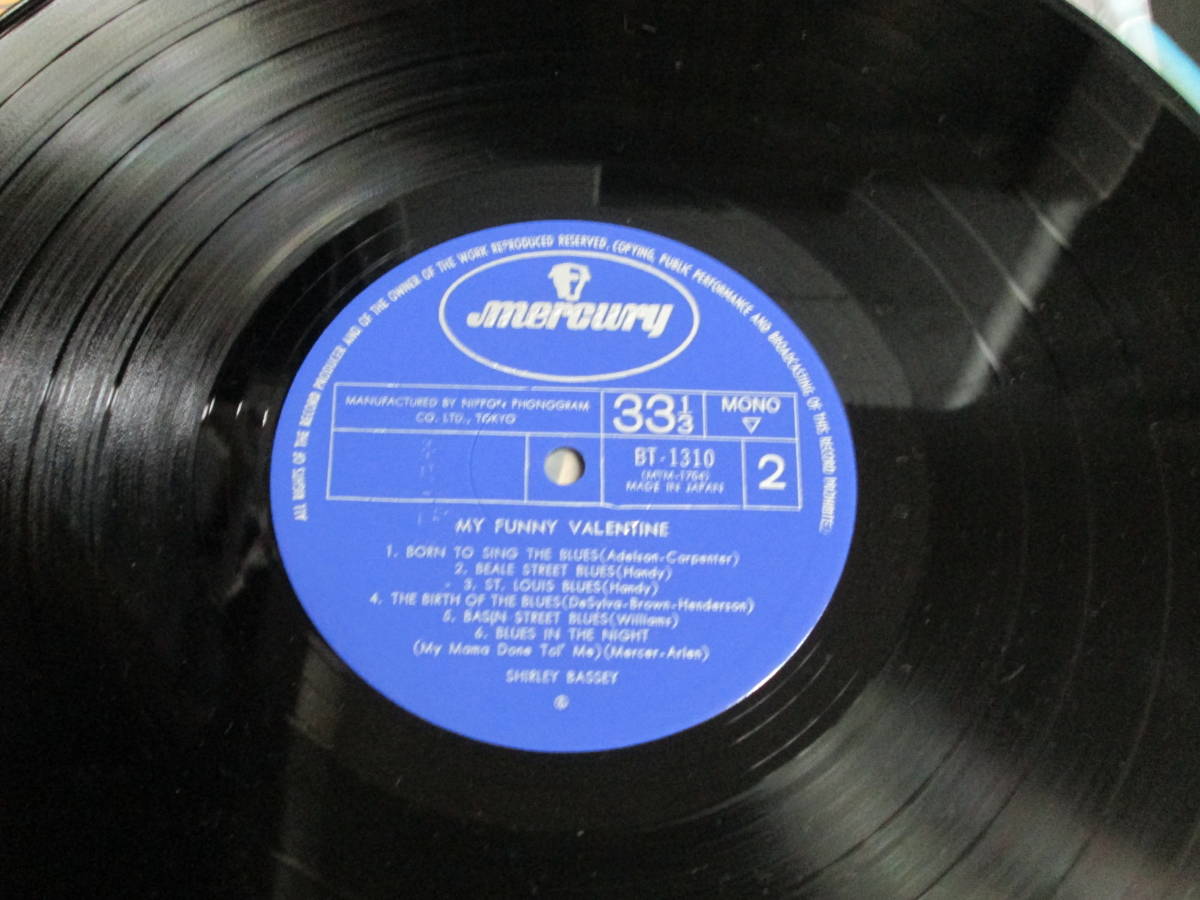 ALL RIGHTS OF THE RECORD PRODUCER AND OF THE OWNER OF THE WORK REPRODUCED RESERVED. COPYING, PUBLIC PERFORMANCE AND BROADCASTING OF THIS RECORD PROHIBITED
mercury
MANUFACTURED BY NIPPON PHONOGRAM
CO. LTD., TOKYO
33 1/3
MONO
▽
BT-1310
(MTM-1764)
MADE IN JAPAN
2
MY FUNNY VALENTINE
1. BORN TO SING THE BLUES(Adelson-Carpenter)
2. BEALE STREET BLUES(Handy)
3. ST. LOUIS BLUES(Handy)
4. THE BIRTH OF THE BLUES(DeSylva-Brown-Henderson)
5. BASIN STREET BLUES(Williams)
6. BLUES IN THE NIGHT
(My Mama Done Tol' Me)(Mercer-Arlen)
SHIRLEY BASSEY